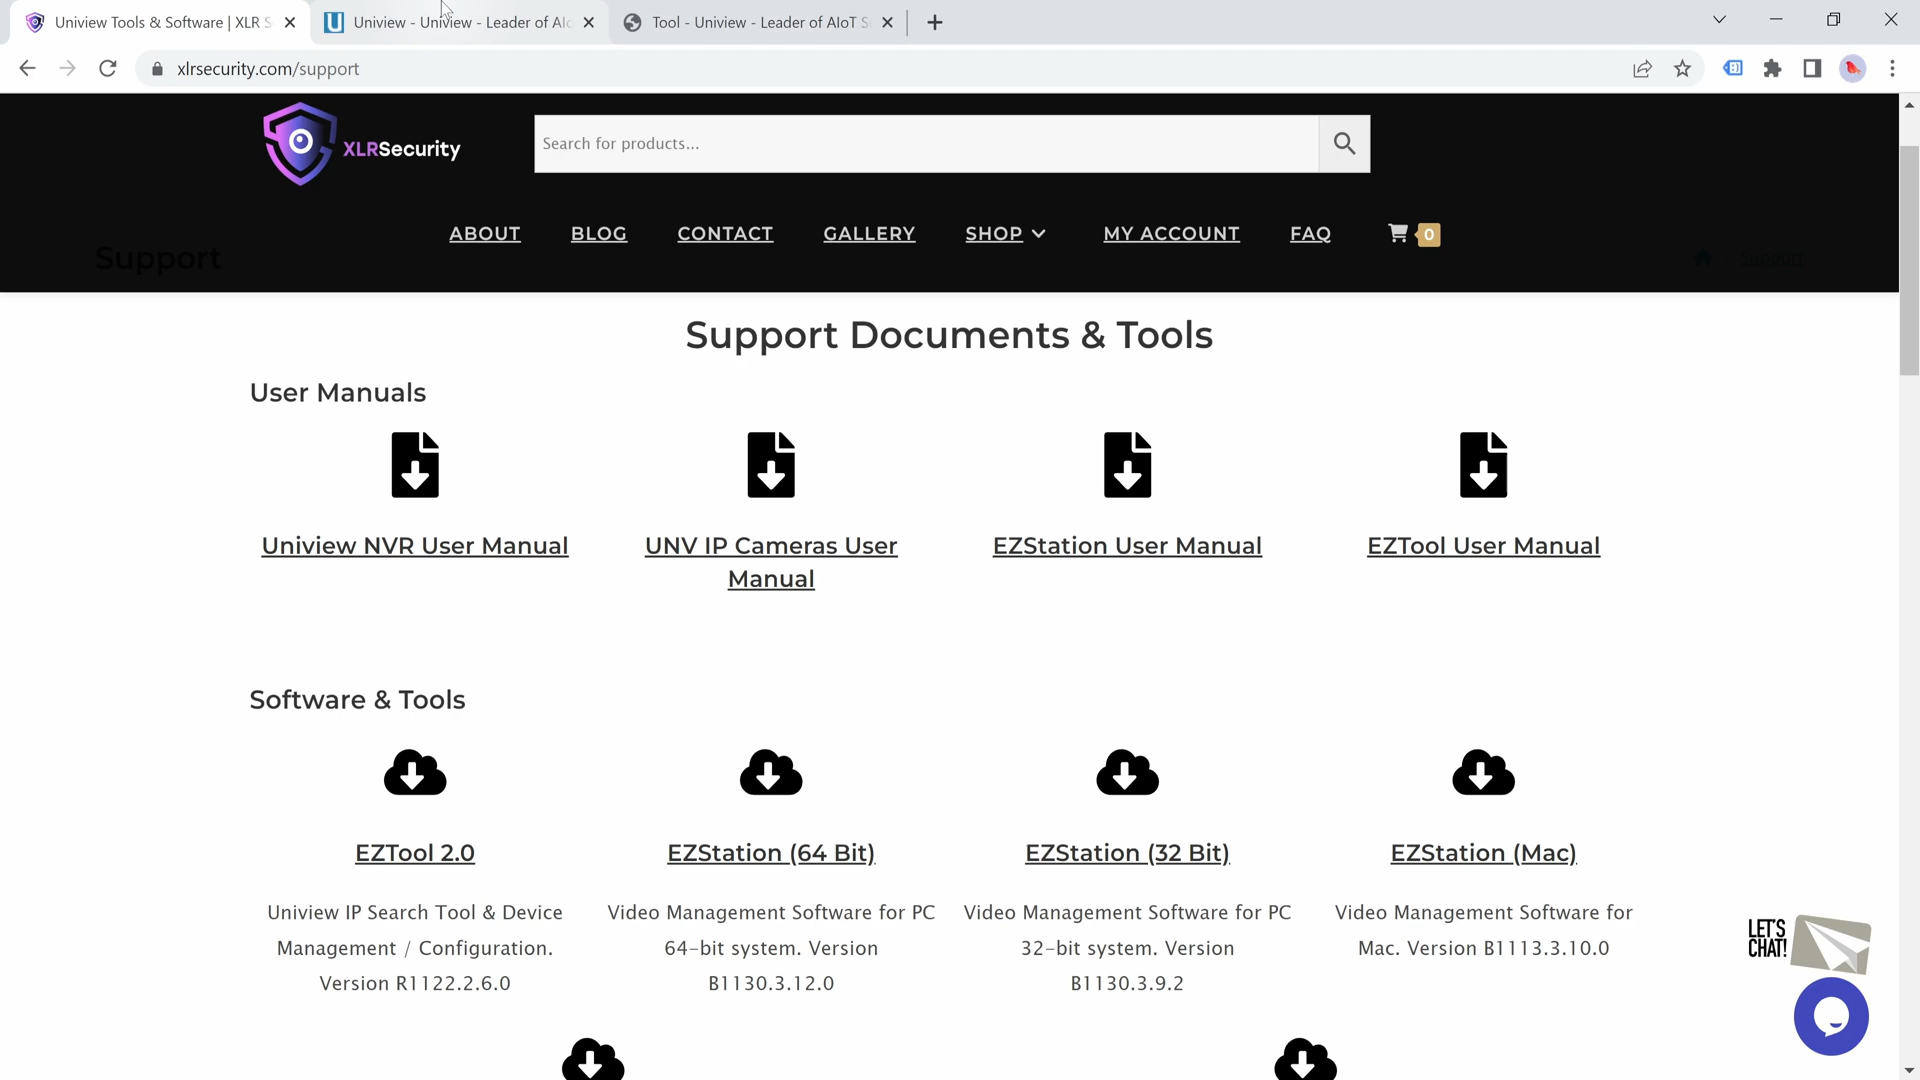 Uniview Tools & Software | XLR S
Uniview - Uniview - Leader of AIo
Tool - Uniview - Leader of AIoT S
xlrsecurity.com/support
XLRSecurity
Search for products...
ABOUT
BLOG
CONTACT
GALLERY
SHOP
MY ACCOUNT
FAQ
0
Support
Support
Support Documents & Tools
User Manuals
Uniview NVR User Manual
UNV IP Cameras User
Manual
EZStation User Manual
EZTool User Manual
Software & Tools
EZTool 2.0
Uniview IP Search Tool & Device
Management / Configuration.
Version R1122.2.6.0
EZStation (64 Bit)
Video Management Software for PC
64-bit system. Version
B1130.3.12.0
EZStation (32 Bit)
Video Management Software for PC
32-bit system. Version
B1130.3.9.2
EZStation (Mac)
Video Management Software for
Mac. Version B1113.3.10.0
LET'S
CHAT!